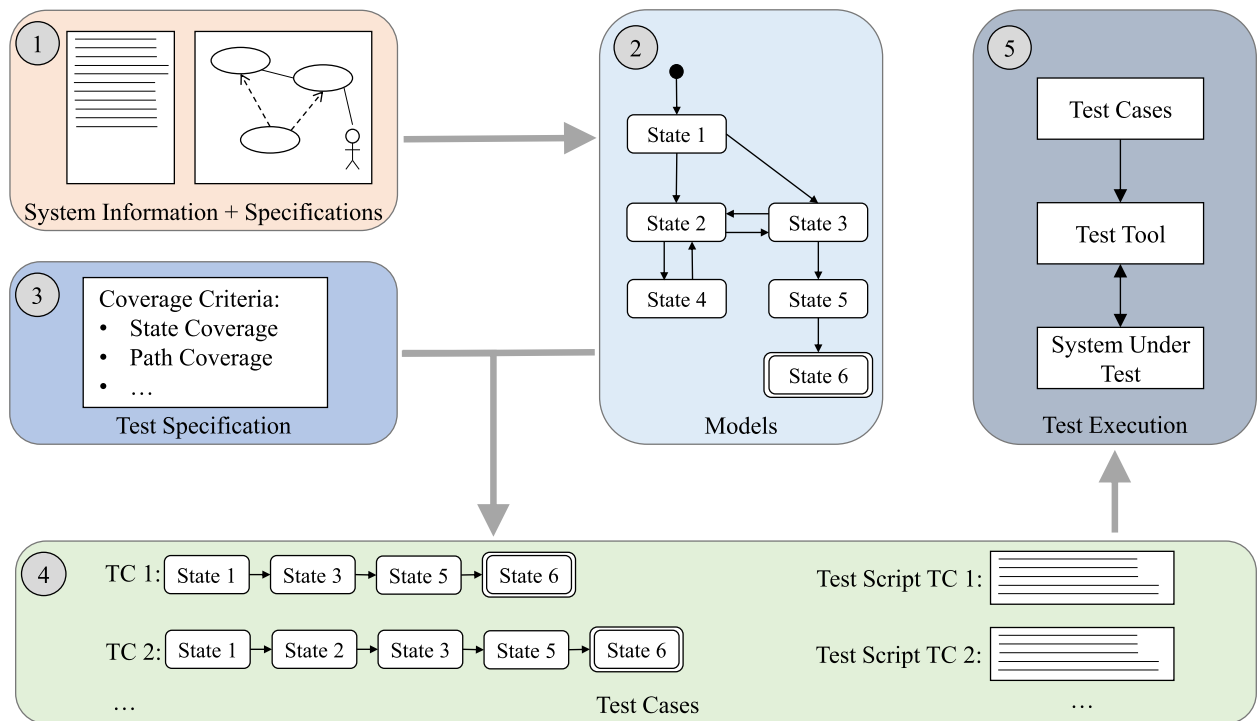 1
System Information + Specifications
2
State 1
State 2
State 3
State 4
State 5
State 6
Models
3
Coverage Criteria:
• State Coverage
• Path Coverage
• …
Test Specification
4
TC 1: State 1 State 3 State 5 State 6
TC 2: State 1 State 2 State 3 State 5 State 6
…
Test Script TC 1:
Test Script TC 2:
…
Test Cases
5
Test Cases
Test Tool
System Under
Test
Test Execution